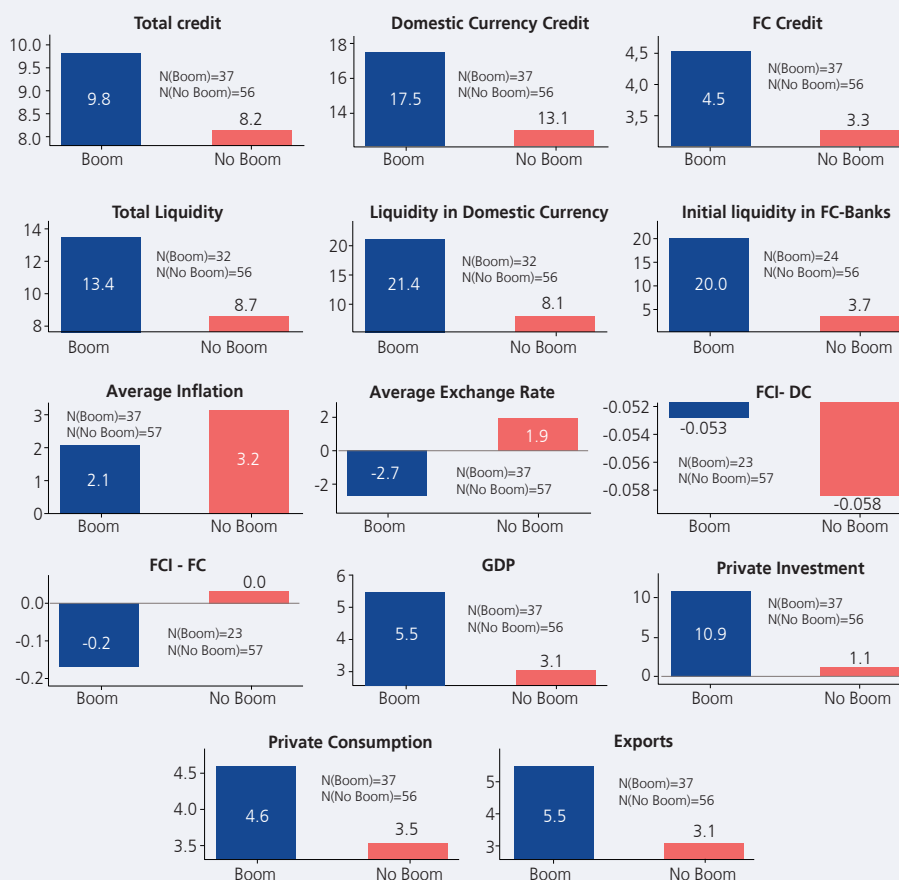 Total credit
10.0
9.5
9.0
8.5
8.0
9.8
N(Boom)=37
N(No Boom)=56
8.2
Boom
No Boom
Domestic Currency Credit
18
16
14
17.5
N(Boom)=37
N(No Boom)=56
13.1
Boom
No Boom
FC Credit
4,5
4,0
3,5
4.5
N(Boom)=37
N(No Boom)=56
3.3
Boom
No Boom
Total Liquidity
14
12
10
8
13.4
N(Boom)=32
N(No Boom)=56
8.7
Boom
No Boom
Liquidity in Domestic Currency
20
15
10
21.4
N(Boom)=32
N(No Boom)=56
8.1
Boom
No Boom
Initial liquidity in FC-Banks
20
15
10
5
20.0
N(Boom)=24
N(No Boom)=56
3.7
Boom
No Boom
Average Inflation
3
2
1
0
N(Boom)=37
N(No Boom)=57
2.1
3.2
Boom
No Boom
Average Exchange Rate
2
0
-2
-2.7
1.9
N(Boom)=37
N(No Boom)=57
Boom
No Boom
FCI- DC
-0.052
-0.054
-0.056
-0.058
-0.053
N(Boom)=23
N(No Boom)=57
-0.058
Boom
No Boom
FCI - FC
0.0
-0.1
-0.2
0.0
-0.2
N(Boom)=23
N(No Boom)=57
Boom
No Boom
GDP
6
5
4
3
5.5
N(Boom)=37
N(No Boom)=56
3.1
Boom
No Boom
Private Investment
10
5
0
10.9
N(Boom)=37
N(No Boom)=56
1.1
Boom
No Boom
Private Consumption
4.5
4.0
3.5
4.6
N(Boom)=37
N(No Boom)=56
3.5
Boom
No Boom
Exports
5
4
3
5.5
N(Boom)=37
N(No Boom)=56
3.1
Boom
No Boom